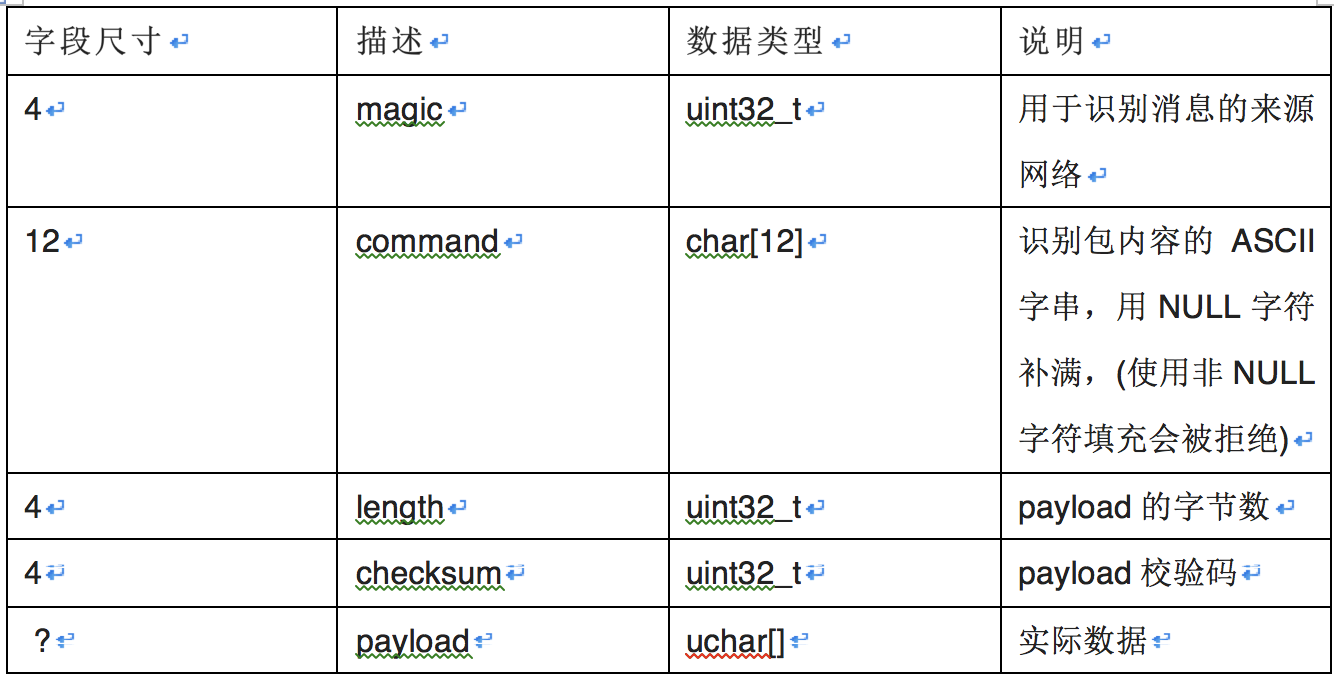 字段尺寸 描述 数据类型 说明
4 magic uint32_t 用于识别消息的来源
网络
12 command char[12] 识别包内容的 ASCII
字串，用 NULL 字符
补满，(使用非 NULL
字符填充会被拒绝)
4 length uint32_t payload 的字节数
4 checksum uint32_t payload 校验码
? payload uchar[] 实际数据